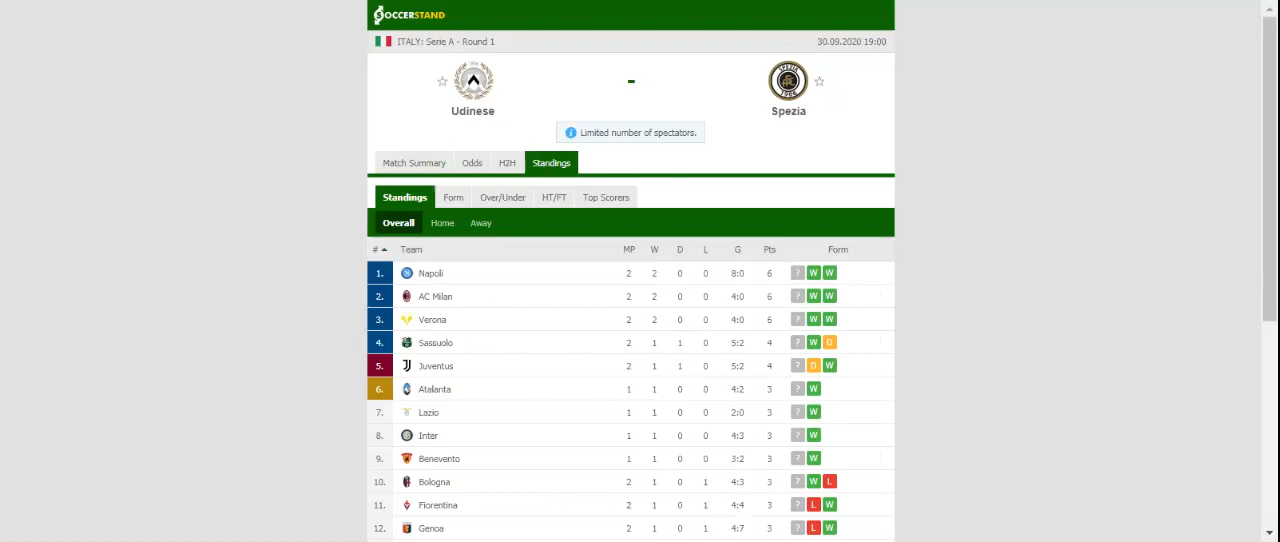 SOCCERSTAND
ITALY: Serie A - Round 1 30.09.2020 19:00
-
Udinese Spezia
Limited number of spectators.
Match Summary Odds H2H Standings
Standings Form Over/Under HT/FT Top Scorers
Overall Home Away
# Team MP W D L G Pts Form
1. Napoli 2 2 0 0 8:0 6 ? W W
2. AC Milan 2 2 0 0 4:0 6 ? W W
3. Verona 2 2 0 0 4:0 6 ? W W
4. Sassuolo 2 1 1 0 5:2 4 ? W D
5. Juventus 2 1 1 0 5:2 4 ? D W
6. Atalanta 1 1 0 0 4:2 3 ? W
7. Lazio 1 1 0 0 2:0 3 ? W
8. Inter 1 1 0 0 4:3 3 ? W
9. Benevento 1 1 0 0 3:2 3 ? W
10. Bologna 2 1 0 1 4:3 3 ? W L
11. Fiorentina 2 1 0 1 4:4 3 ? L W
12. Genoa 2 1 0 1 4:7 3 ? L W